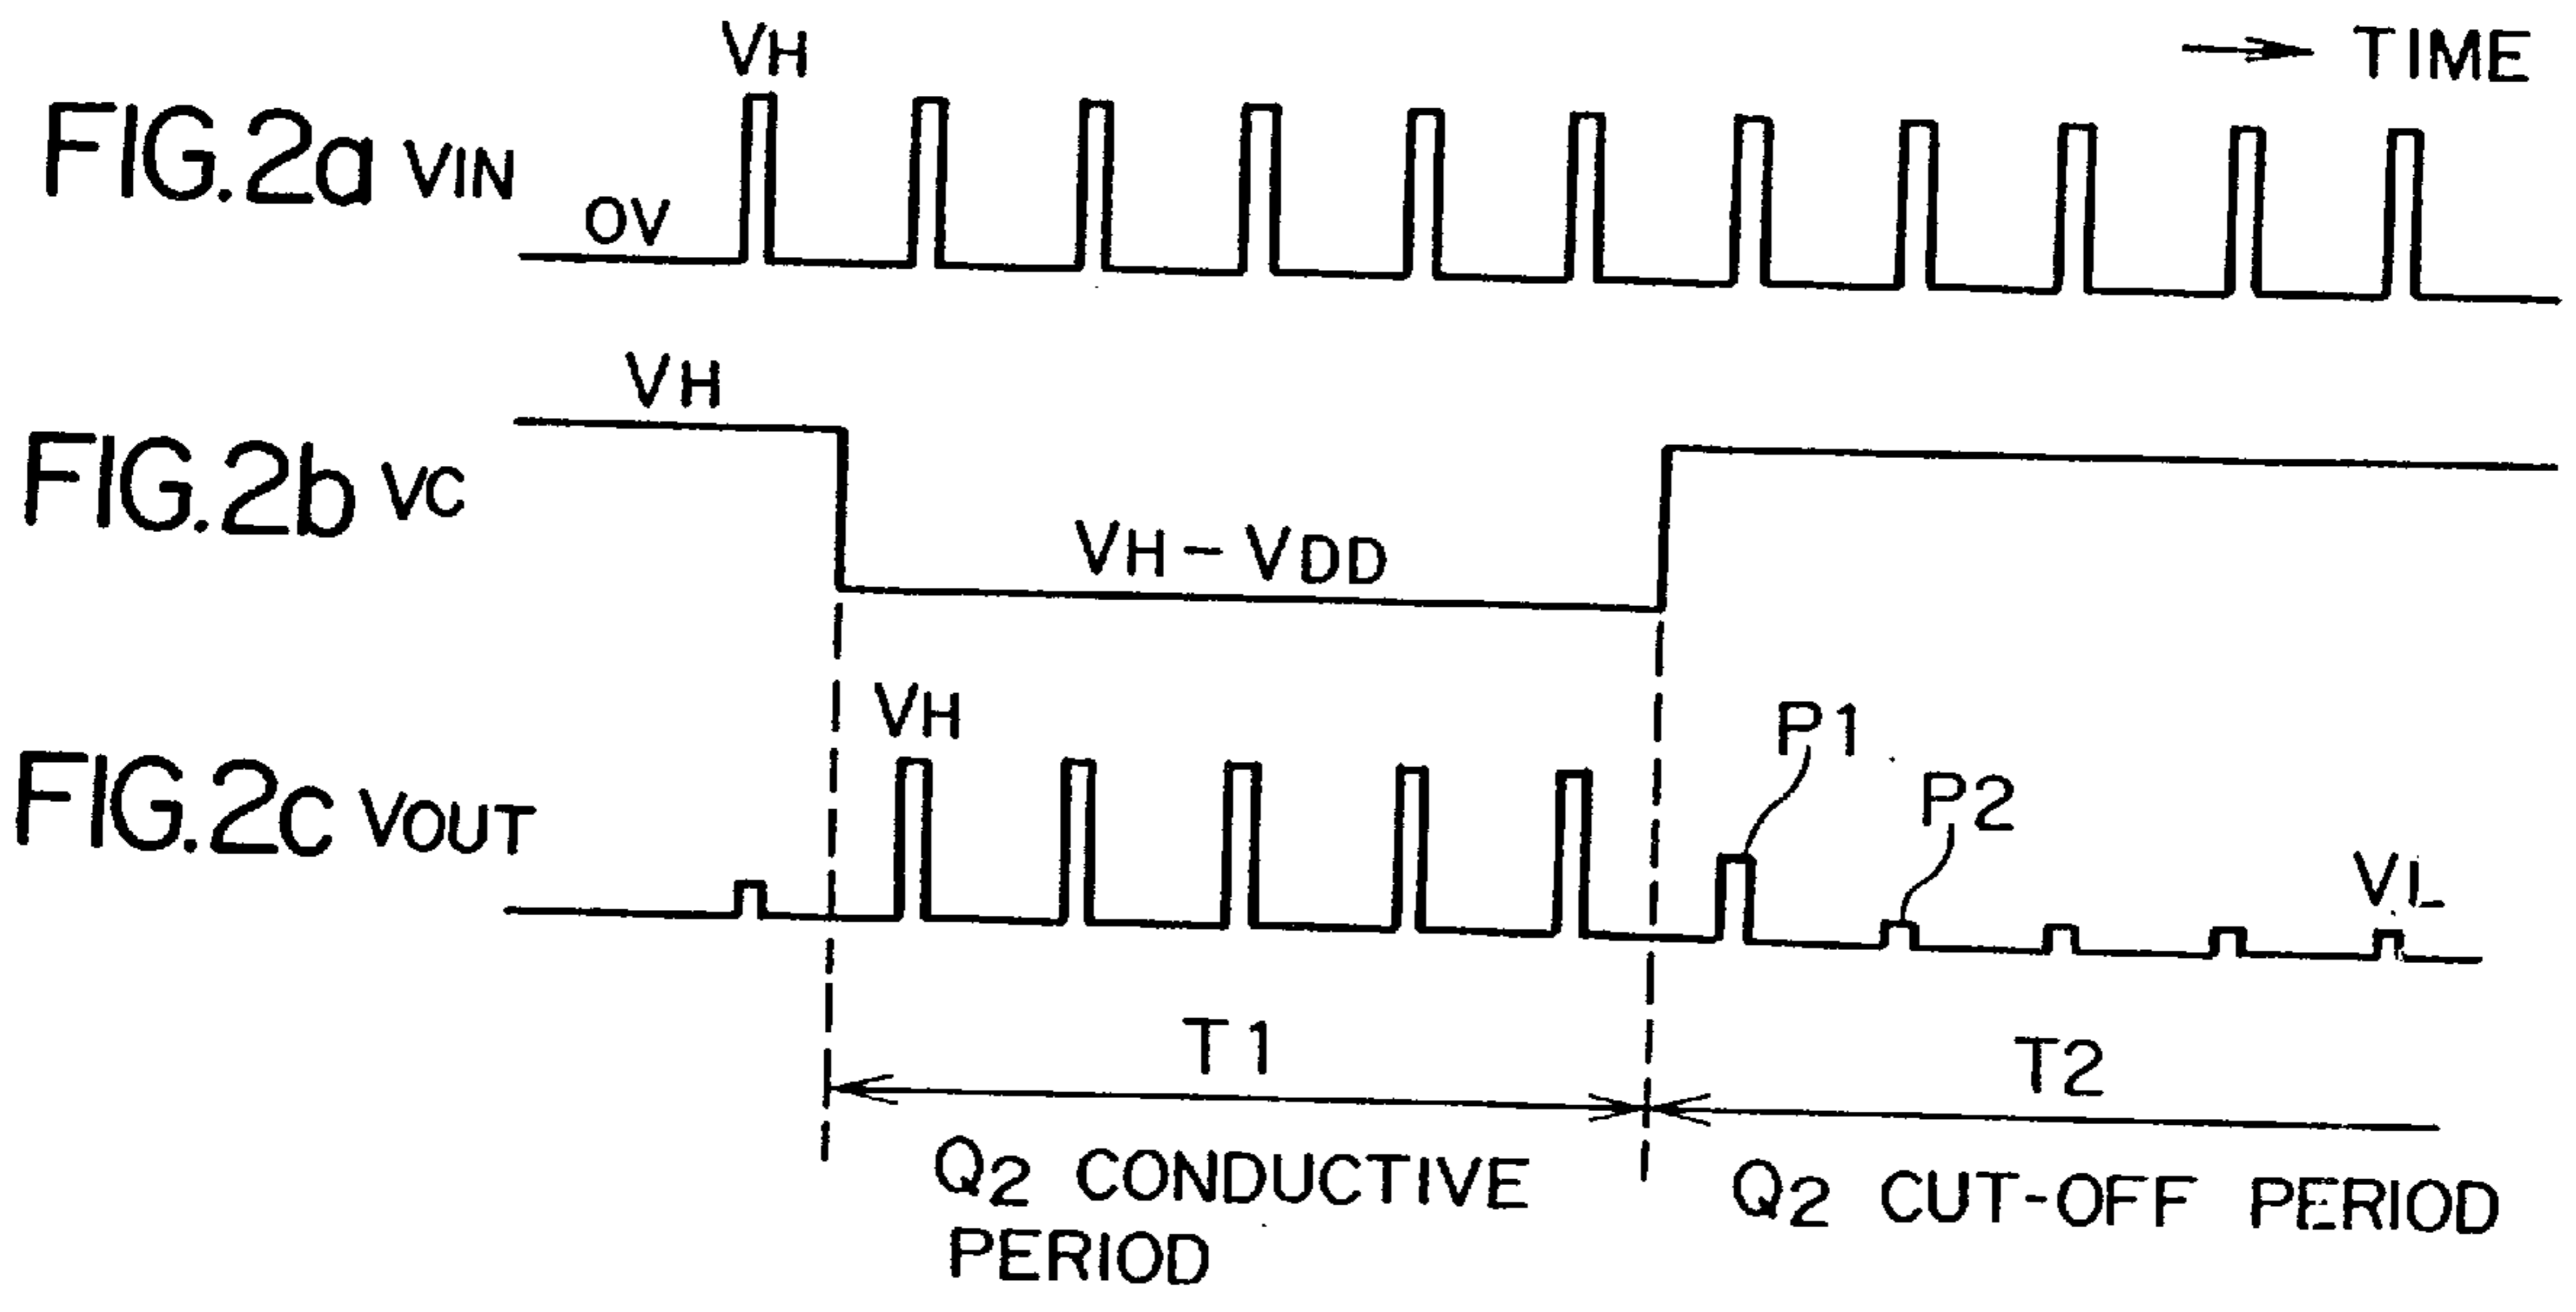 TIME
VH
FIG.2a VIN
OV
VH
FIG.2b VC
VH - VDD
VH
P1
P2
FIG.2c VOUT
VL
T1
T2
Q2 CONDUCTIVE
PERIOD
Q2 CUT-OFF PERIOD